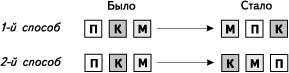 Было Стало
1-й способ П К М М П К
2-й способ П К М К М П